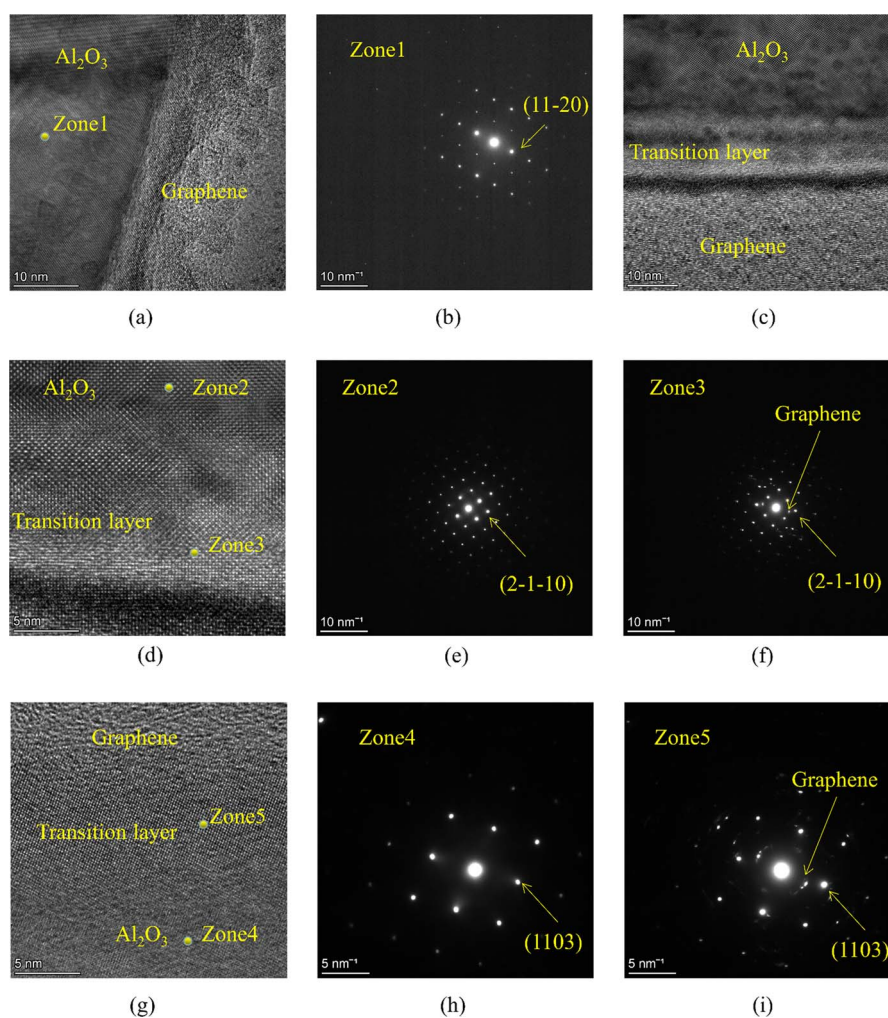 Al₂O₃
Zone1
Graphene
10 nm
(a)
Zone1
(11-20)
10 nm⁻¹
(b)
Al₂O₃
Transition layer
Graphene
10 nm
(c)
Al₂O₃
Zone2
Transition layer
Zone3
5 nm
(d)
Zone2
(2-1-10)
10 nm⁻¹
(e)
Zone3
Graphene
(2-1-10)
10 nm⁻¹
(f)
Graphene
Zone5
Transition layer
Al₂O₃
Zone4
5 nm
(g)
Zone4
(1103)
5 nm⁻¹
(h)
Zone5
Graphene
(1103)
5 nm⁻¹
(i)